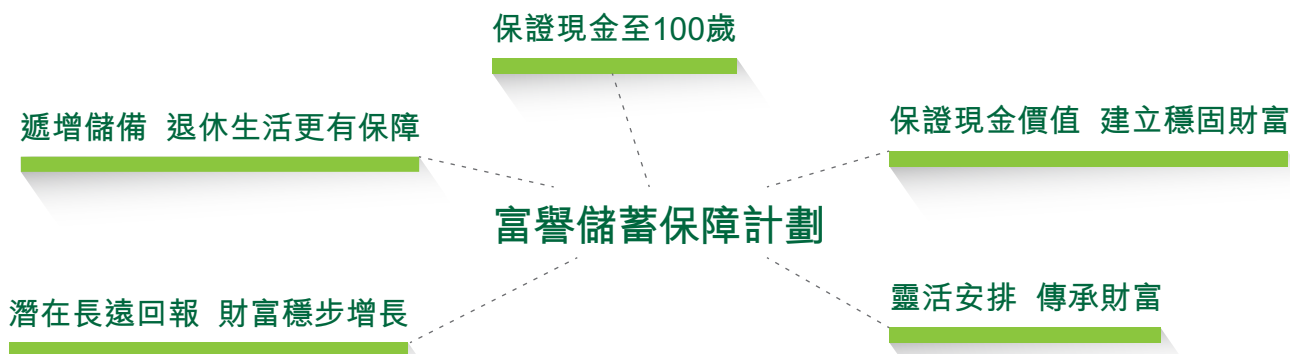 保證現金至100歲
遞增儲備 退休生活更有保障
保證現金價值 建立穩固財富
富譽儲蓄保障計劃
潛在長遠回報 財富穩步增長
靈活安排 傳承財富